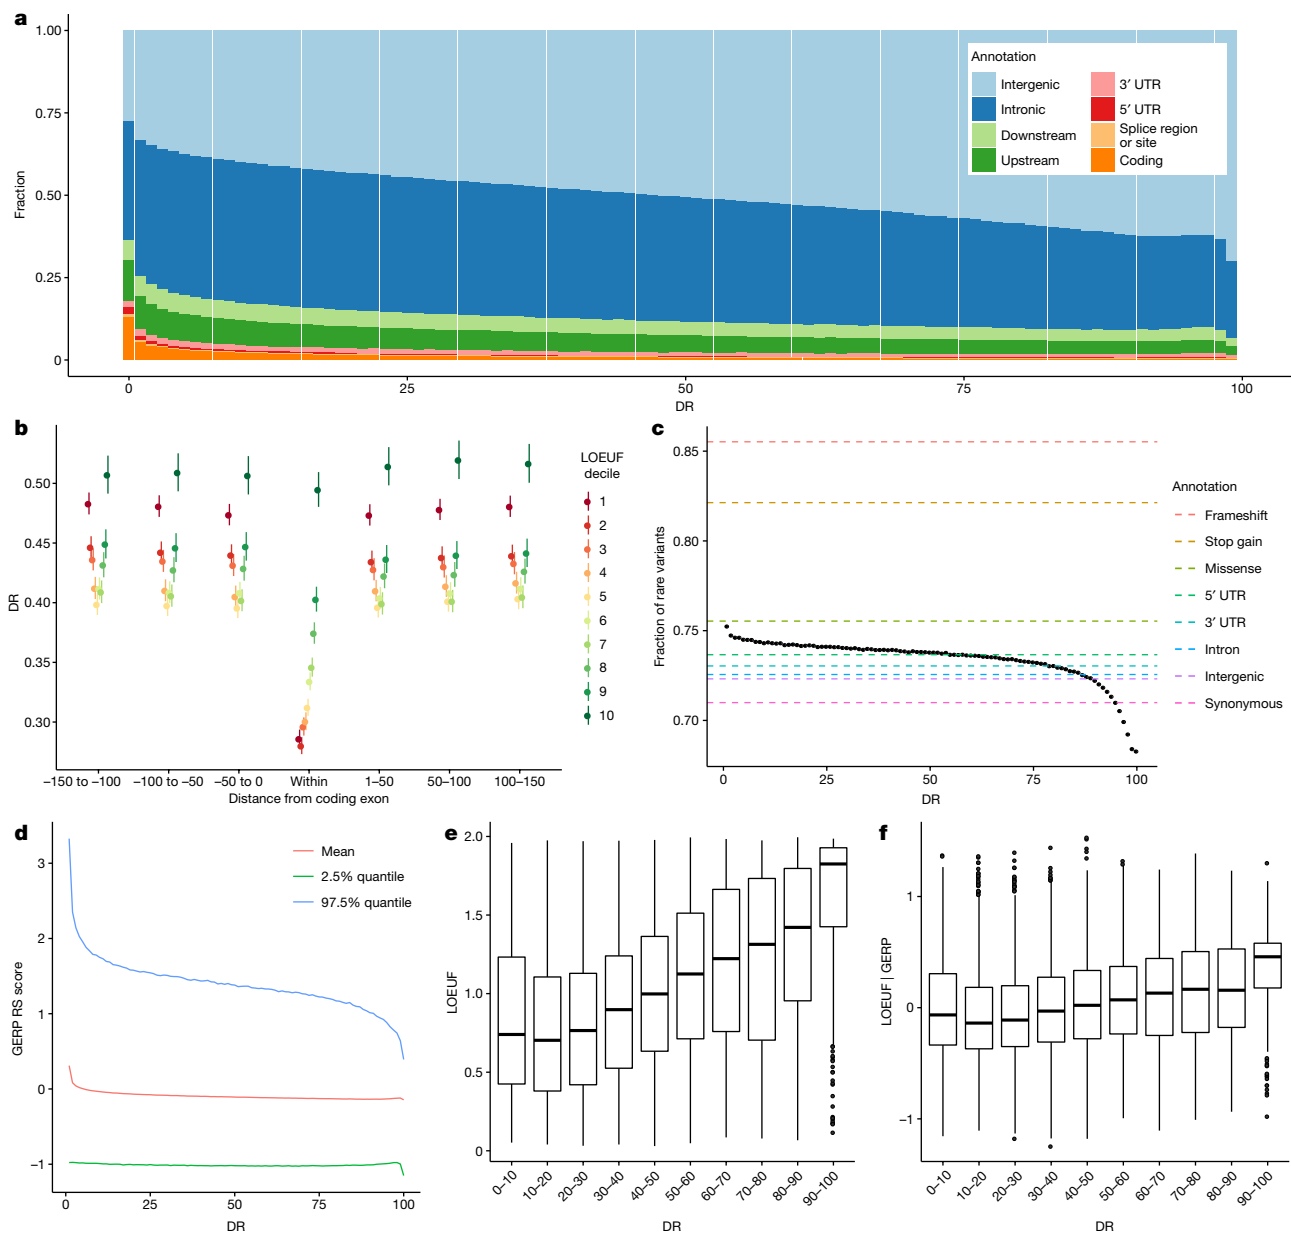 a
1.00
0.75
0.50
0.25
0
Fraction
0
25
50
75
100
DR
Annotation
Intergenic
Intronic
Downstream
Upstream
3′ UTR
5′ UTR
Splice region
or site
Coding
b
0.50
0.45
0.40
0.35
0.30
DR
−150 to −100
−100 to −50
−50 to 0
Within
1–50
50–100
100–150
Distance from coding exon
LOEUF
decile
1
2
3
4
5
6
7
8
9
10
c
0.85
0.80
0.75
0.70
Fraction of rare variants
0
25
50
75
100
DR
Annotation
Frameshift
Stop gain
Missense
5′ UTR
3′ UTR
Intron
Intergenic
Synonymous
d
3
2
1
0
−1
GERP RS score
0
25
50
75
100
DR
Mean
2.5% quantile
97.5% quantile
e
2.0
1.5
1.0
0.5
0
LOEUF
0–10
10–20
20–30
30–40
40–50
50–60
60–70
70–80
80–90
90–100
DR
f
1
0
−1
LOEUF | GERP
0–10
10–20
20–30
30–40
40–50
50–60
60–70
70–80
80–90
90–100
DR